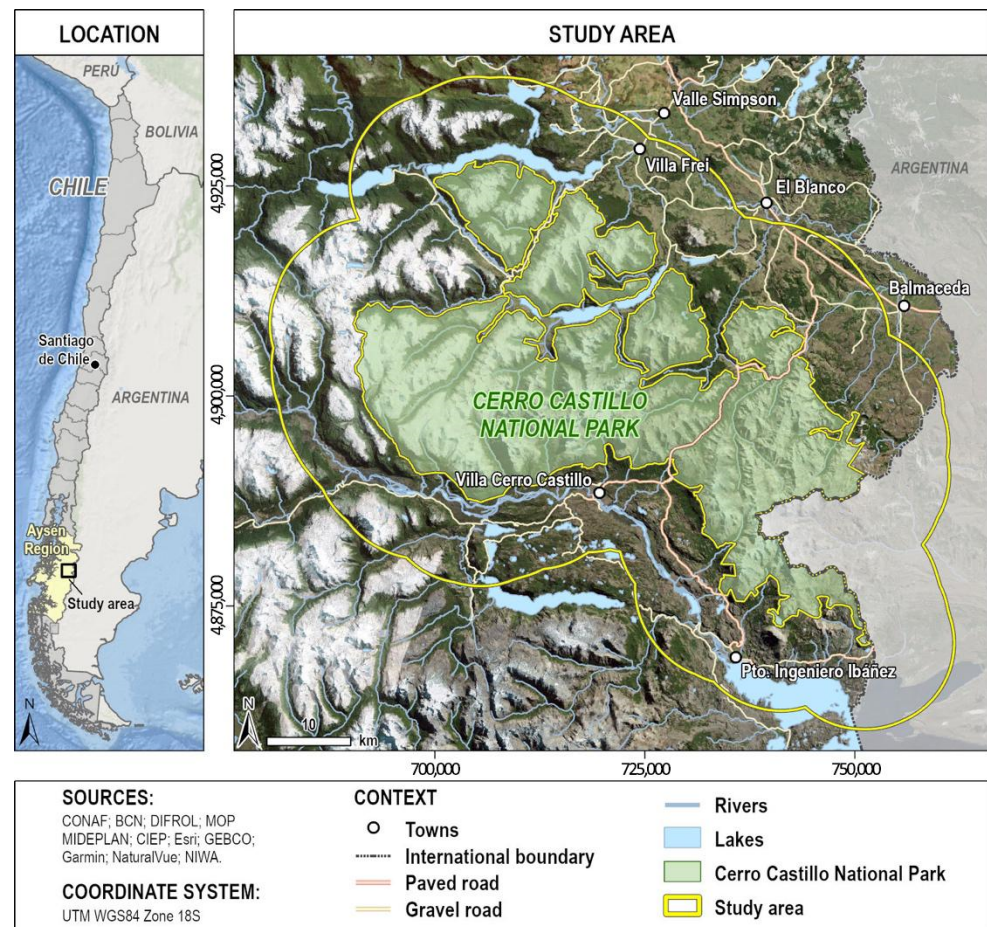 LOCATION
PERÚ
BOLIVIA
CHILE
Santiago
de Chile
ARGENTINA
Aysén
Region
Study area
N
STUDY AREA
Valle Simpson
Villa Frei
El Blanco
ARGENTINA
Balmaceda
CERRO CASTILLO
NATIONAL PARK
Villa Cerro Castillo
Pto. Ingeniero Ibáñez
N
10
km
4,925,000
4,900,000
4,875,000
700,000
725,000
750,000
SOURCES:
CONAF; BCN; DIFROL; MOP
MIDEPLAN; CIEP; Esri; GEBCO;
Garmin; NaturalVue; NIWA.
COORDINATE SYSTEM:
UTM WGS84 Zone 18S
CONTEXT
Towns
International boundary
Paved road
Gravel road
Rivers
Lakes
Cerro Castillo National Park
Study area